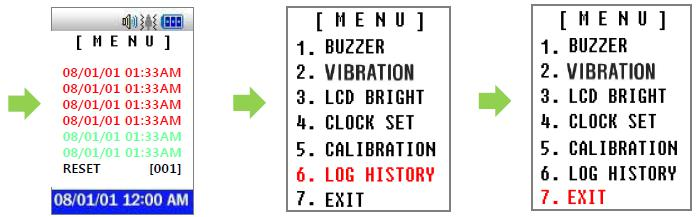 [ M E N U ]
08/01/01 01:33AM
08/01/01 01:33AM
08/01/01 01:33AM
08/01/01 01:33AM
08/01/01 01:33AM
08/01/01 01:33AM
RESET [001]
08/01/01 12:00 AM
[ M E N U ]
1. BUZZER
2. VIBRATION
3. LCD BRIGHT
4. CLOCK SET
5. CALIBRATION
6. LOG HISTORY
7. EXIT
[ M E N U ]
1. BUZZER
2. VIBRATION
3. LCD BRIGHT
4. CLOCK SET
5. CALIBRATION
6. LOG HISTORY
7. EXIT